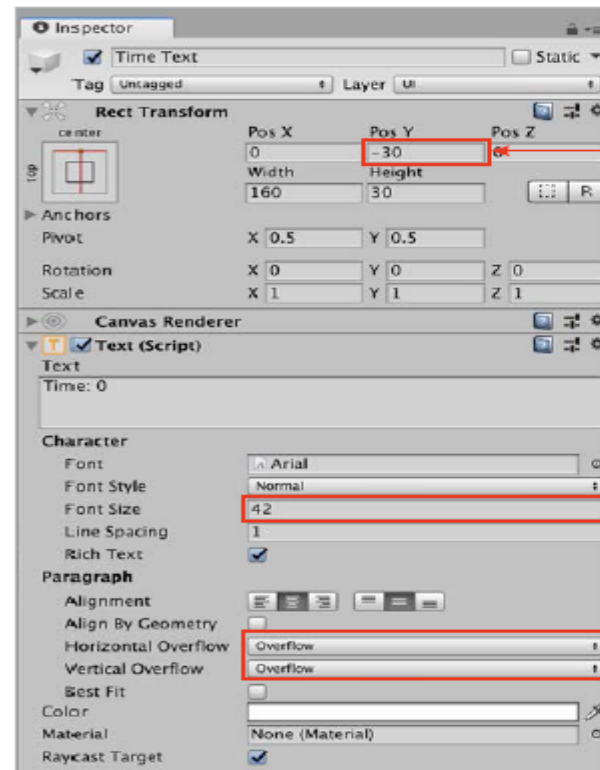 Inspector
Time Text Static
Tag Untagged Layer UI
Rect Transform
center Pos X Pos Y Pos Z
0 -30
top Width Height
160 30 R
Anchors
Pivot X 0.5 Y 0.5
Rotation X 0 Y 0 Z 0
Scale X 1 Y 1 Z 1
Canvas Renderer
T Text (Script)
Text
Time: 0
Character
Font Arial
Font Style Normal
Font Size 42
Line Spacing 1
Rich Text
Paragraph
Alignment
Align By Geometry
Horizontal Overflow Overflow
Vertical Overflow Overflow
Best Fit
Color
Material None (Material)
Raycast Target